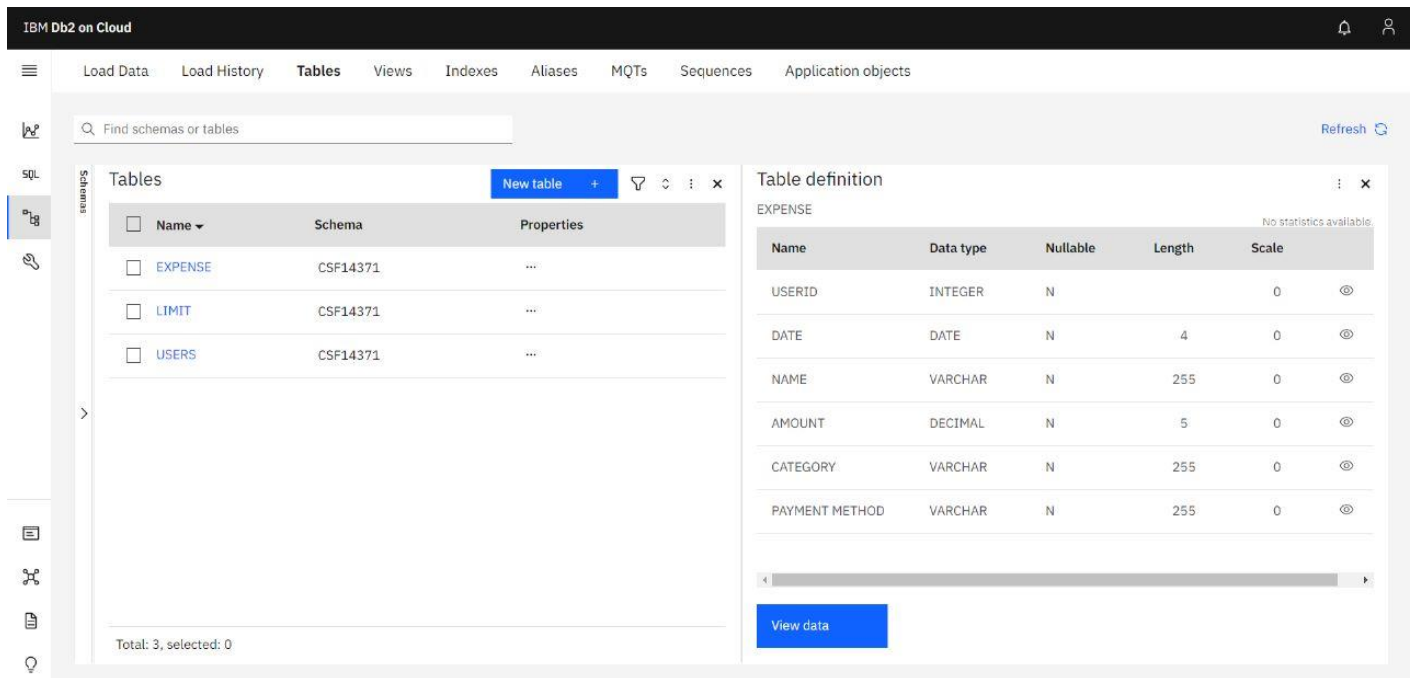 IBM Db2 on Cloud
Load Data Load History Tables Views Indexes Aliases MQTs Sequences Application objects
Find schemas or tables
Refresh
SQL
Schemas
Tables
New table +
Name Schema Properties
EXPENSE CSF14371 ...
LIMIT CSF14371 ...
USERS CSF14371 ...
Total: 3, selected: 0
Table definition
EXPENSE
No statistics available.
Name Data type Nullable Length Scale
USERID INTEGER N 0
DATE DATE N 4 0
NAME VARCHAR N 255 0
AMOUNT DECIMAL N 5 0
CATEGORY VARCHAR N 255 0
PAYMENT METHOD VARCHAR N 255 0
View data